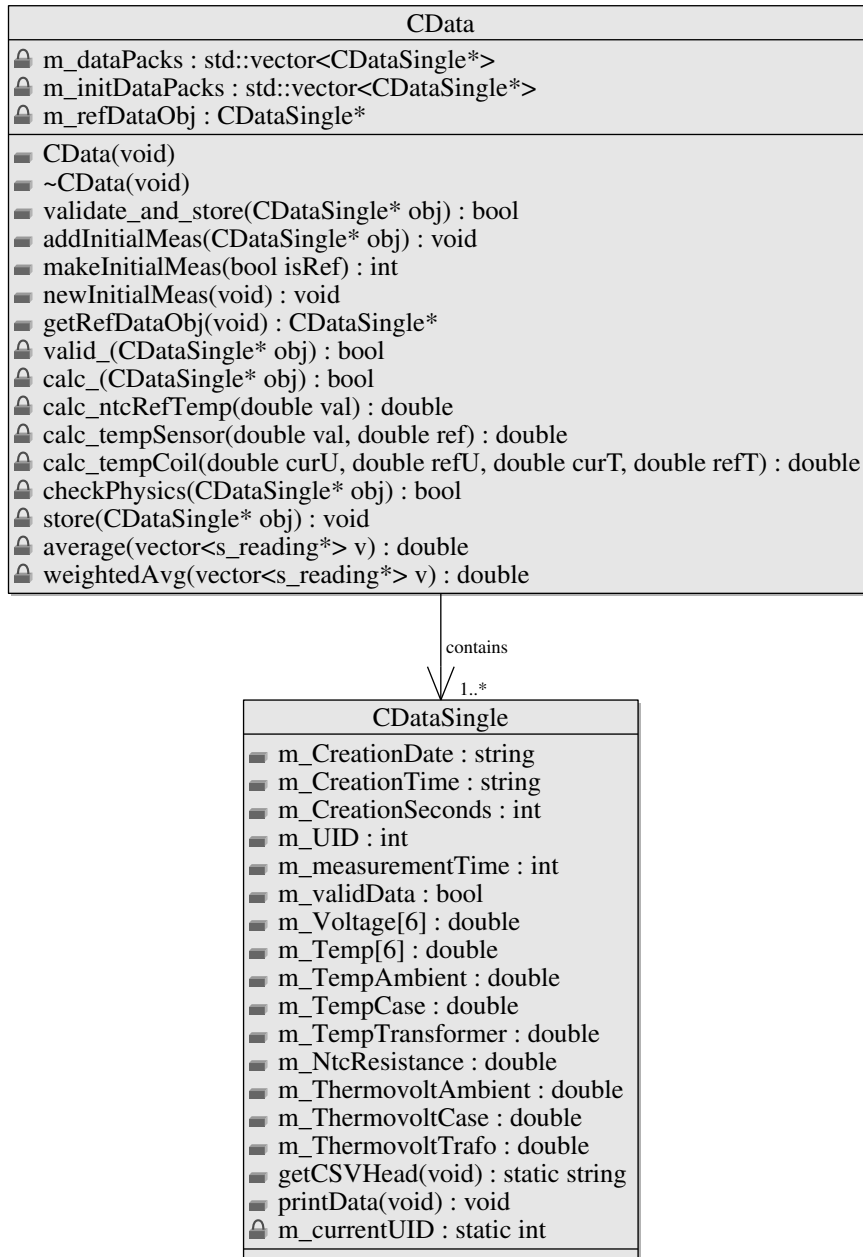 CData
m_dataPacks : std::vector<CDataSingle*>
m_initDataPacks : std::vector<CDataSingle*>
m_refDataObj : CDataSingle*
CData(void)
~CData(void)
validate_and_store(CDataSingle* obj) : bool
addInitialMeas(CDataSingle* obj) : void
makeInitialMeas(bool isRef) : int
newInitialMeas(void) : void
getRefDataObj(void) : CDataSingle*
valid_(CDataSingle* obj) : bool
calc_(CDataSingle* obj) : bool
calc_ntcRefTemp(double val) : double
calc_tempSensor(double val, double ref) : double
calc_tempCoil(double curU, double refU, double curT, double refT) : double
checkPhysics(CDataSingle* obj) : bool
store(CDataSingle* obj) : void
average(vector<s_reading*> v) : double
weightedAvg(vector<s_reading*> v) : double
contains
1..*
CDataSingle
m_CreationDate : string
m_CreationTime : string
m_CreationSeconds : int
m_UID : int
m_measurementTime : int
m_validData : bool
m_Voltage[6] : double
m_Temp[6] : double
m_TempAmbient : double
m_TempCase : double
m_TempTransformer : double
m_NtcResistance : double
m_ThermovoltAmbient : double
m_ThermovoltCase : double
m_ThermovoltTrafo : double
getCSVHead(void) : static string
printData(void) : void
m_currentUID : static int